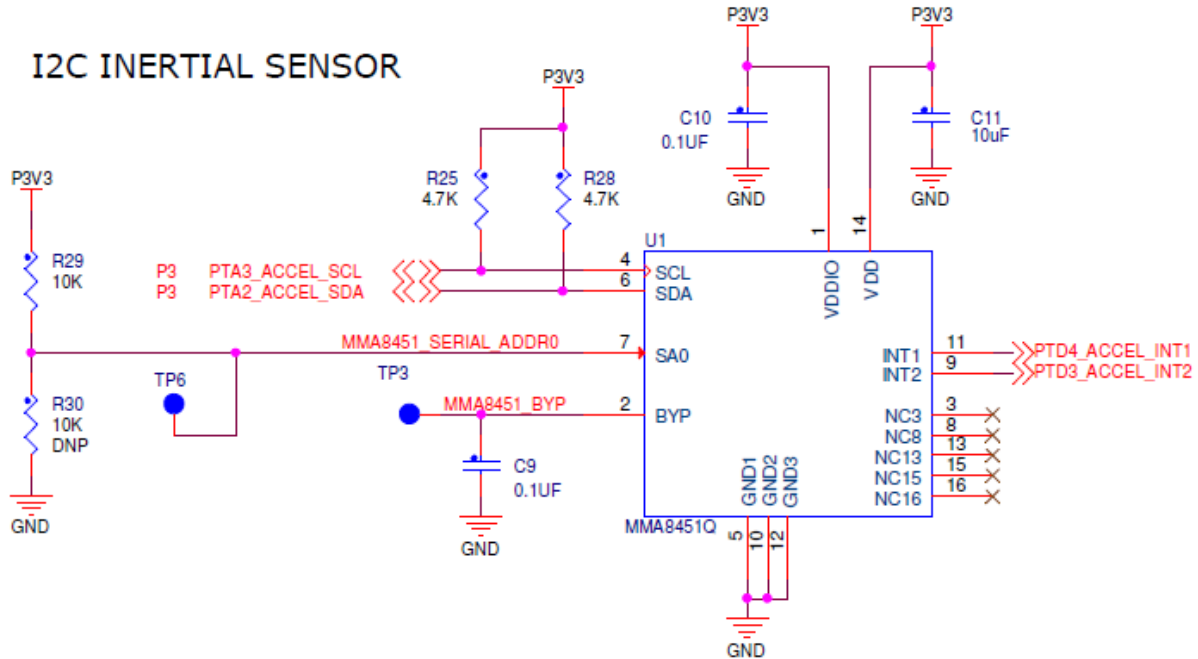 I2C INERTIAL SENSOR
P3V3
P3V3
P3V3
P3V3
C10
0.1UF
C11
10uF
GND
GND
R25
4.7K
R28
4.7K
R29
10K
P3 PTA3_ACCEL_SCL
P3 PTA2_ACCEL_SDA
U1
1
14
4
6
SCL
SDA
VDDIO
VDD
MMA8451_SERIAL_ADDR0
7
SA0
INT1
11
PTD4_ACCEL_INT1
INT2
9
PTD3_ACCEL_INT2
TP6
TP3
R30
10K
DNP
MMA8451_BYP
2
BYP
NC3
3
NC8
8
NC13
13
NC15
15
NC16
16
C9
0.1UF
GND1
GND2
GND3
GND
GND
MMA8451Q
5
10
12
GND